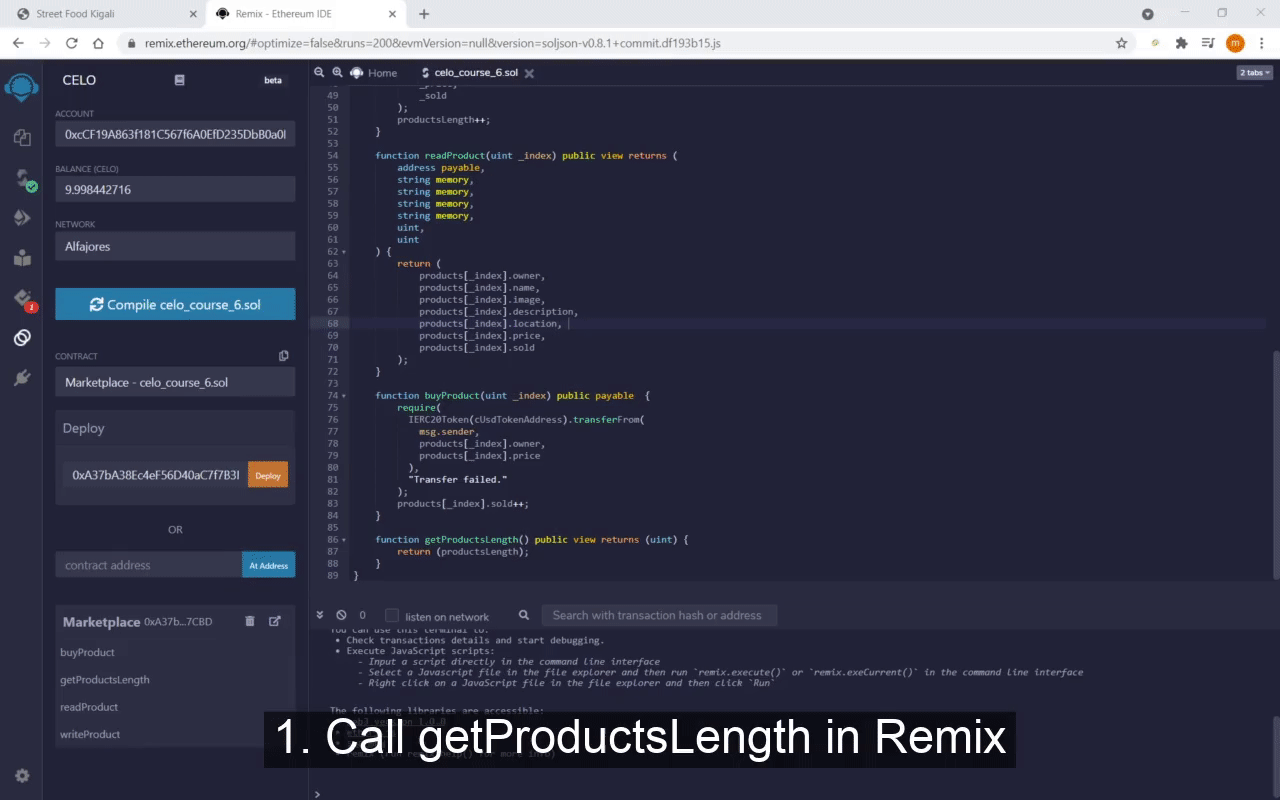 Street Food Kigali
Remix - Ethereum IDE
remix.ethereum.org/#optimize=false&runs=200&evmVersion=null&version=soljson-v0.8.1+commit.df193b15.js
m
CELO
beta
Home
celo_course_6.sol
2 tabs
ACCOUNT
0xcCF19A863f181C567f6A0EfD235DbB0a0
BALANCE (CELO)
9.998442716
NETWORK
Alfajores
Compile celo_course_6.sol
CONTRACT
Marketplace - celo_course_6.sol
Deploy
0xA37bA38Ec4eF56D40aC7f7B3
Deploy
OR
contract address
At Address
Marketplace 0xA37b...7CBD
buyProduct
getProductsLength
readProduct
writeProduct
49 _sold
50 );
51 productsLength++;
52 }
53
54 function readProduct(uint _index) public view returns (
55 address payable,
56 string memory,
57 string memory,
58 string memory,
59 string memory,
60 uint,
61 uint
62 ) {
63 return (
64 products[_index].owner,
65 products[_index].name,
66 products[_index].image,
67 products[_index].description,
68 products[_index].location,
69 products[_index].price,
70 products[_index].sold
71 );
72 }
73
74 function buyProduct(uint _index) public payable {
75 require(
76 IERC20Token(cUsdTokenAddress).transferFrom(
77 msg.sender,
78 products[_index].owner,
79 products[_index].price
80 ),
81 "Transfer failed."
82 );
83 products[_index].sold++;
84 }
85
86 function getProductsLength() public view returns (uint) {
87 return (productsLength);
88 }
89 }
0
listen on network
Search with transaction hash or address
You can use this terminal to:
• Check transactions details and start debugging.
• Execute JavaScript scripts:
- Input a script directly in the command line interface
- Select a Javascript file in the file explorer and then run `remix.execute()` or `remix.exeCurrent()` in the command line interface
- Right click on a JavaScript file in the file explorer and then click `Run`
The following libraries are accessible:
1. Call getProductsLength in Remix
>